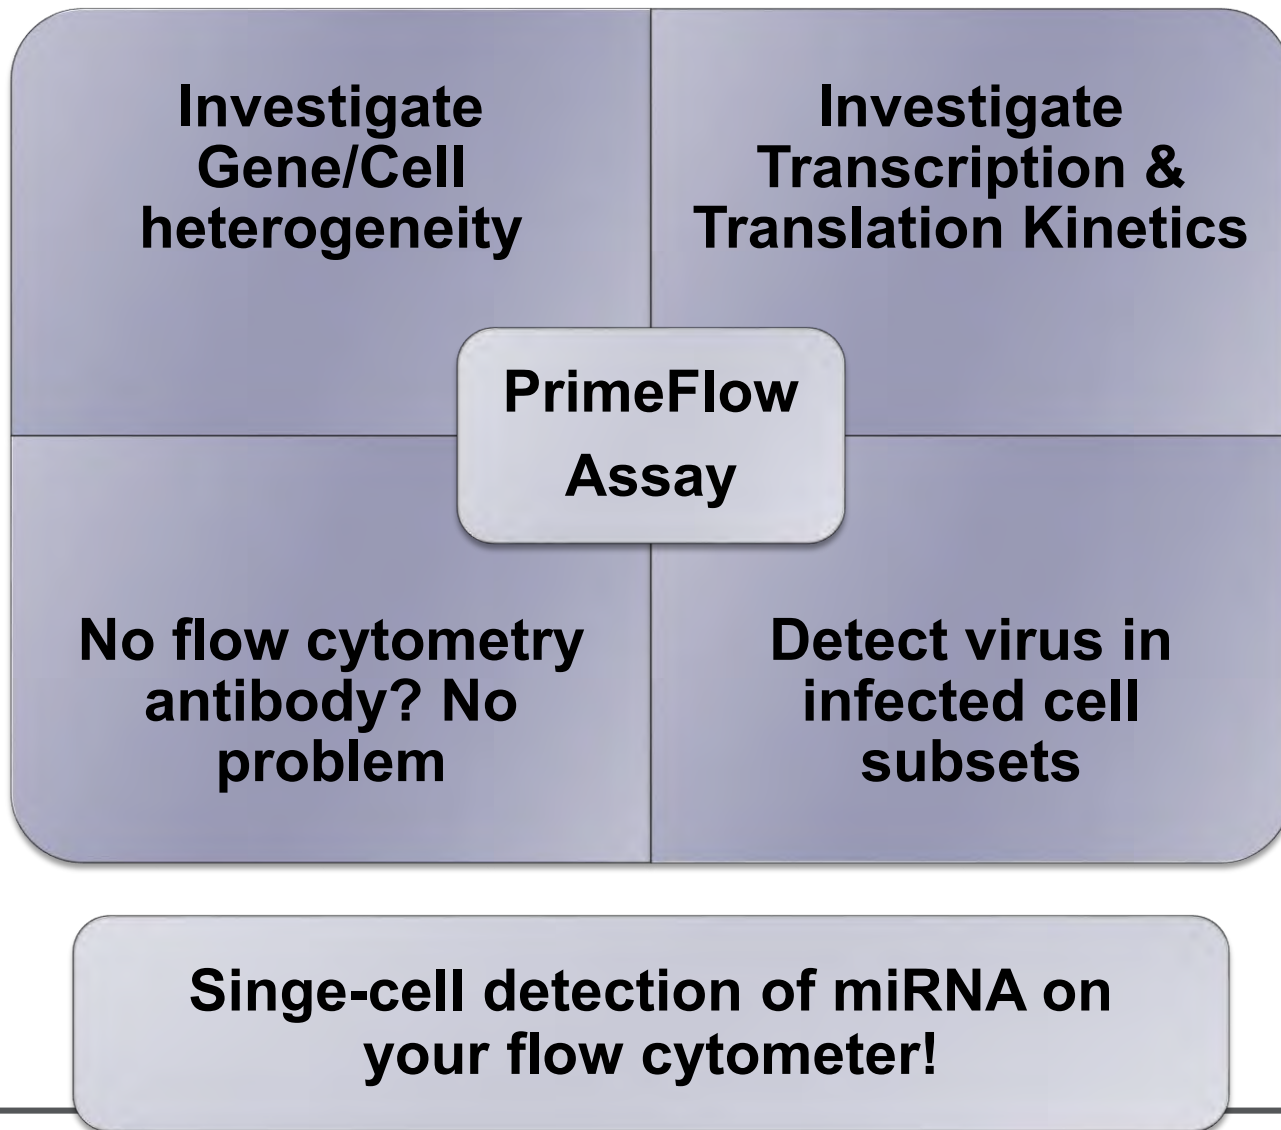 Investigate
Gene/Cell
heterogeneity
Investigate
Transcription &
Translation Kinetics
PrimeFlow
Assay
No flow cytometry
antibody? No
problem
Detect virus in
infected cell
subsets
Singe-cell detection of miRNA on
your flow cytometer!